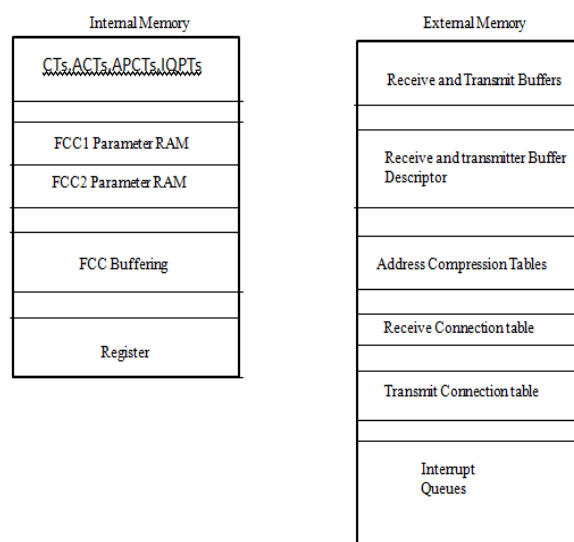 Internal Memory
CTs,ACTs,APCTs,IQPTs
FCC1 Parameter RAM
FCC2 Parameter RAM
FCC Buffering
Register
External Memory
Receive and Transmit Buffers
Receive and transmitter Buffer
Descriptor
Address Compression Tables
Receive Connection table
Transmit Connection table
Interrupt
Queues